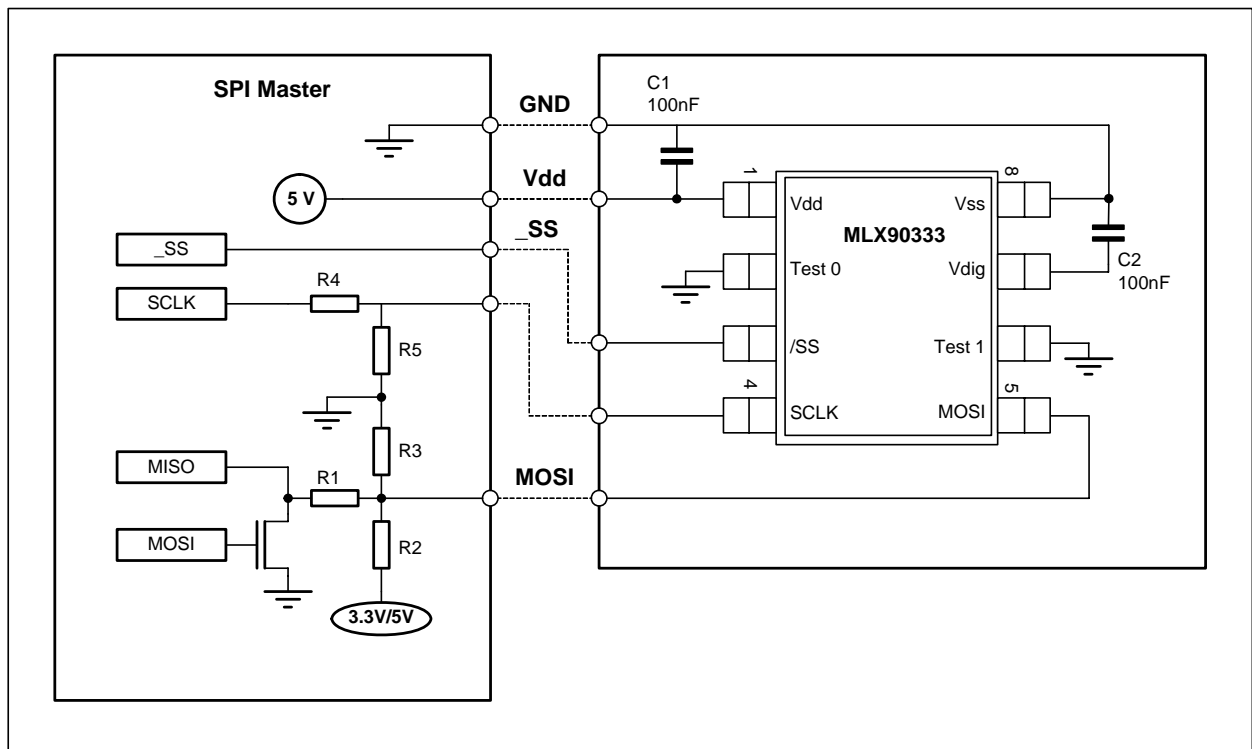 SPI Master
GND
C1
100nF
5 V
Vdd
_SS
_SS
SCLK
R4
R5
R3
MISO
R1
MOSI
MOSI
R2
3.3V/5V
1
8
Vdd
Vss
MLX90333
Test 0
Vdig
C2
100nF
/SS
Test 1
4
5
SCLK
MOSI